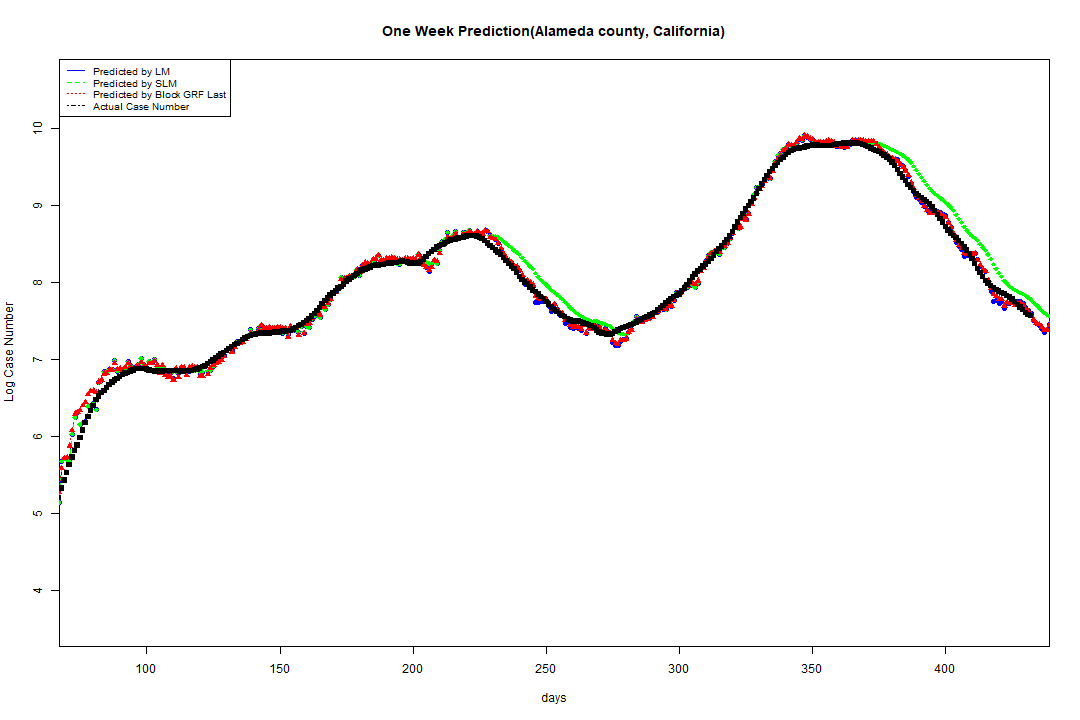 One Week Prediction(Alameda county, California)
Predicted by LM
Predicted by SLM
Predicted by Block GRF Last
Actual Case Number
10
9
8
7
6
5
4
Log Case Number
100 150 200 250 300 350 400
days